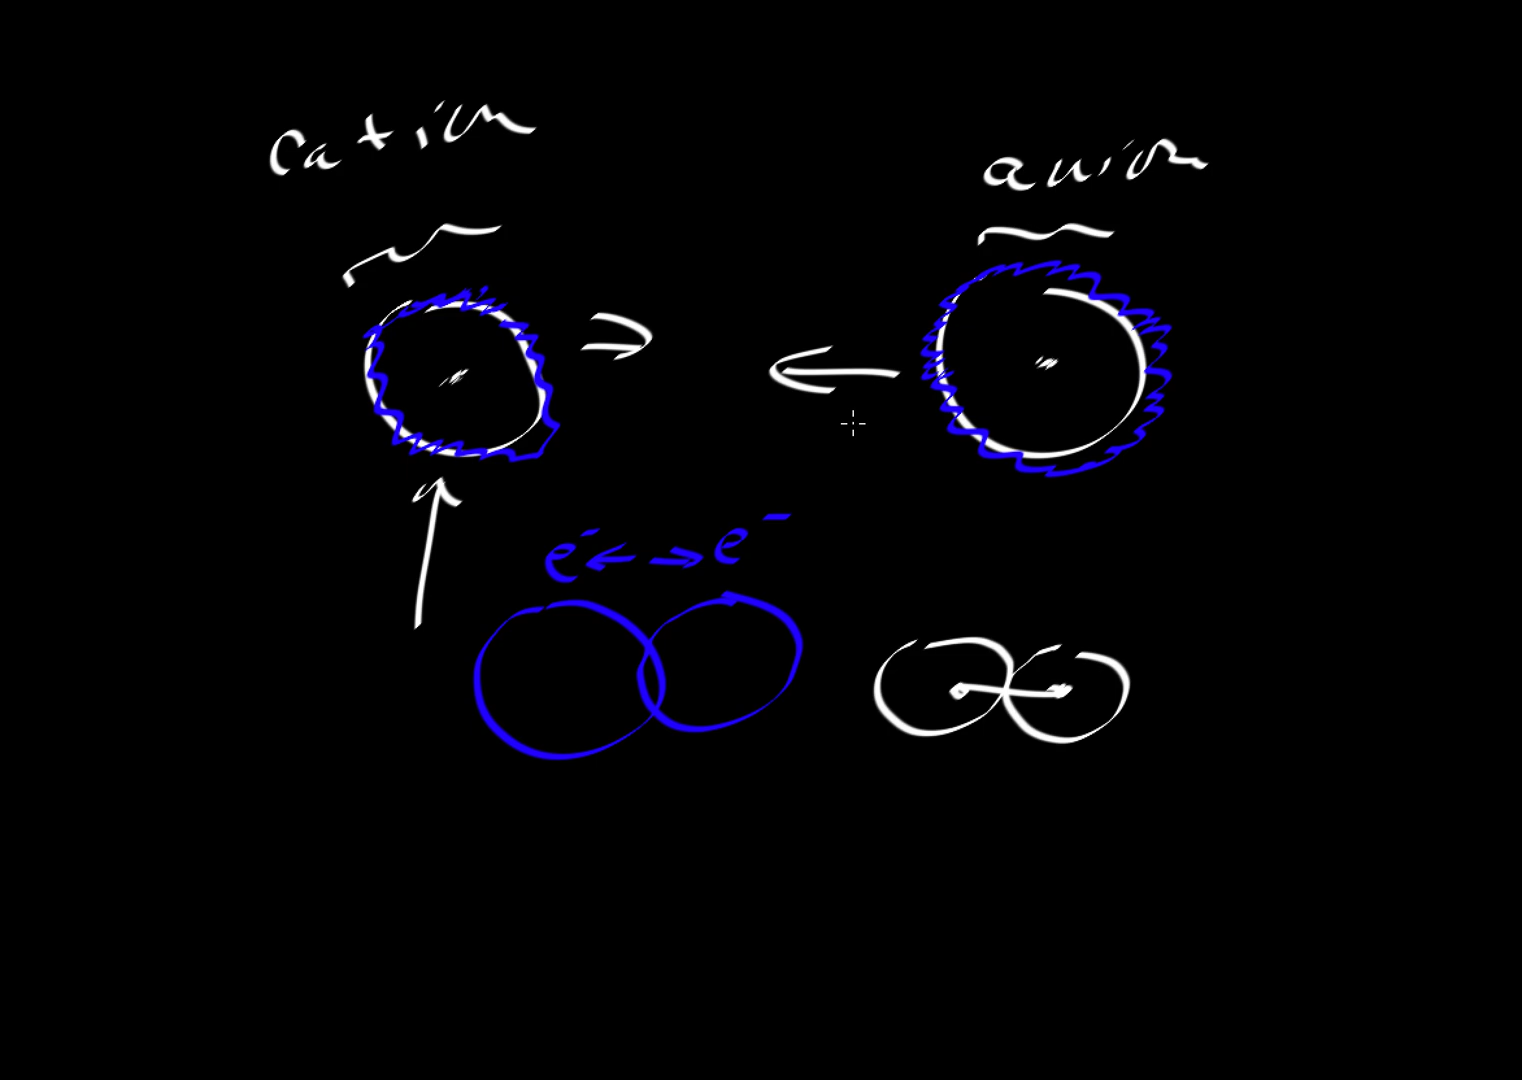 cation
anion
e⁻ ← → e⁻